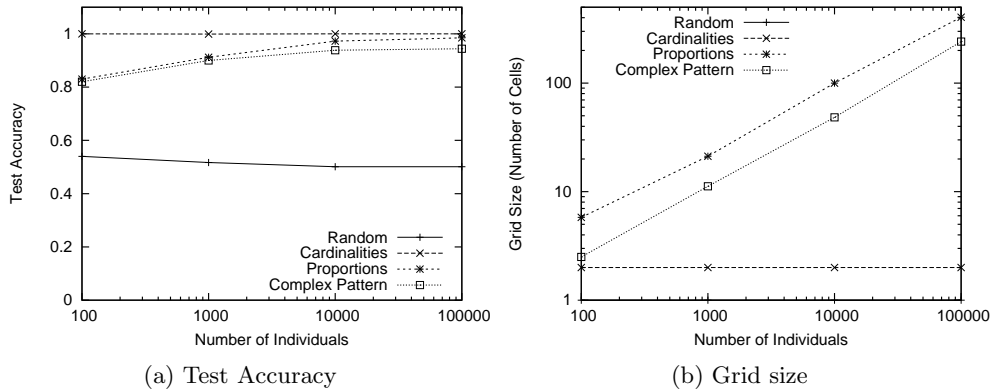 1
0.8
0.6
0.4
0.2
0
Test Accuracy
Random
Cardinalities
Proportions
Complex Pattern
100
1000
10000
100000
Number of Individuals
(a) Test Accuracy
100
10
1
Grid Size (Number of Cells)
Random
Cardinalities
Proportions
Complex Pattern
100
1000
10000
100000
Number of Individuals
(b) Grid size